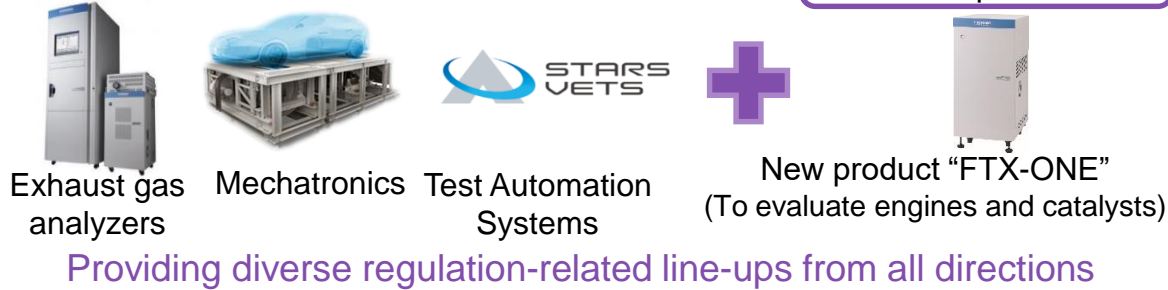 STARS
VETS
Exhaust gas
analyzers
Mechatronics
Test Automation
Systems
New product “FTX-ONE”
(To evaluate engines and catalysts)
Providing diverse regulation-related line-ups from all directions